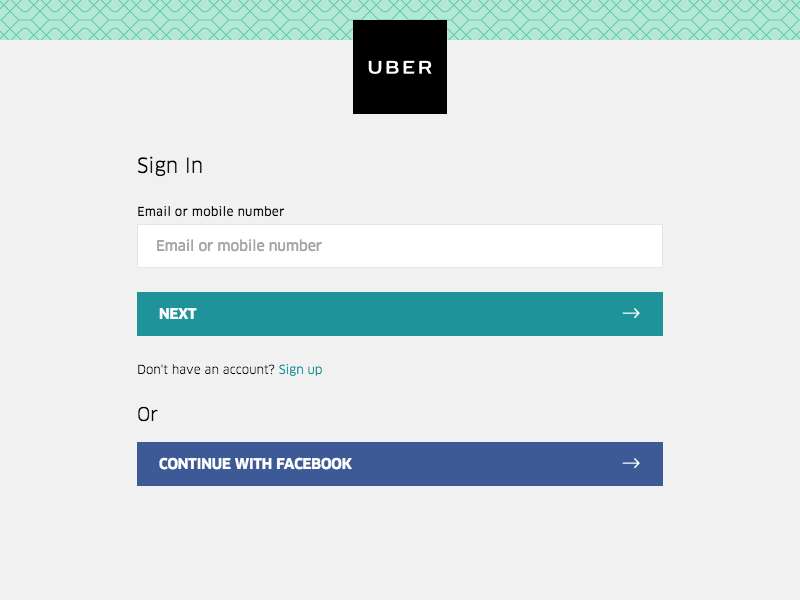 UBER
Sign In
Email or mobile number
Email or mobile number
NEXT
Don't have an account? Sign up
Or
CONTINUE WITH FACEBOOK